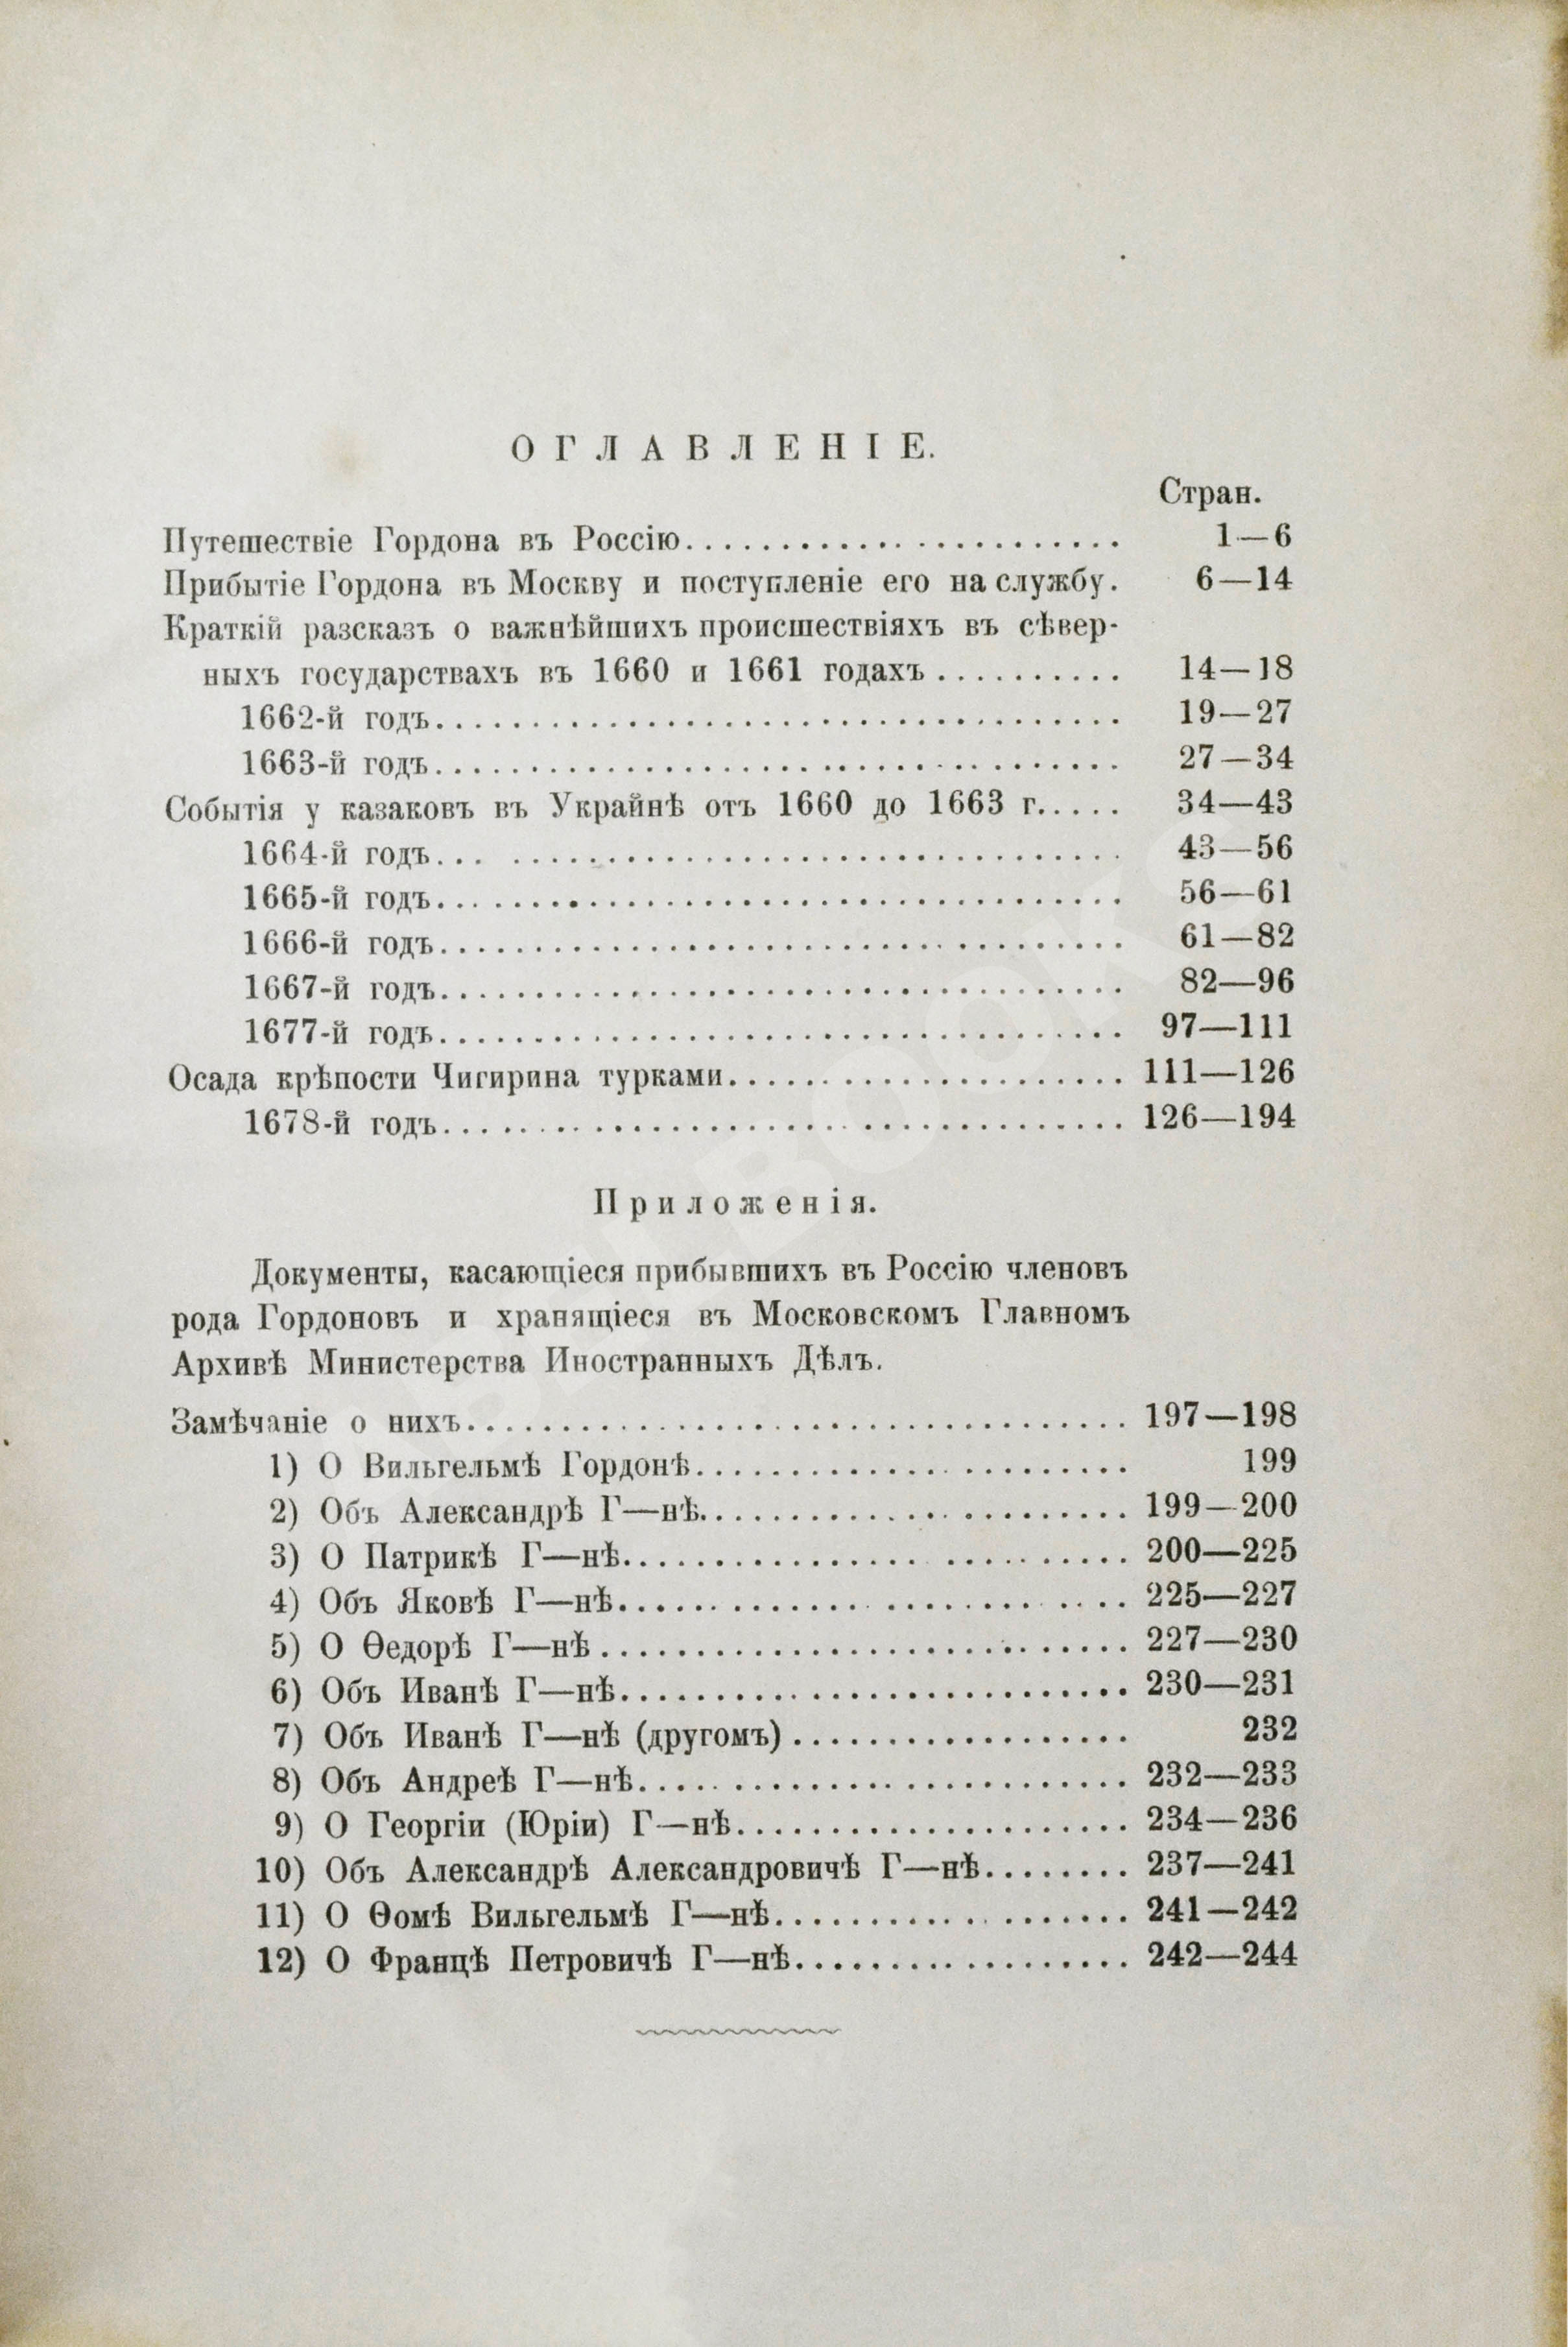 ОГЛАВЛЕНІЕ.
Стран.
Путешествіе Гордона въ Россію........................ 1—6
Прибытіе Гордона въ Москву и поступленіе его на службу. 6—14
Краткій разсказъ о важнѣйшихъ происшествіяхъ въ сѣвер-
ныхъ государствахъ въ 1660 и 1661 годахъ.......... 14—18
1662-й годъ.................................... 19—27
1663-й годъ.................................... 27—34
Событія у казаковъ въ Украйнѣ отъ 1660 до 1663 г..... 34—43
1664-й годъ.................................... 43—56
1665-й годъ.................................... 56—61
1666-й годъ.................................... 61—82
1667-й годъ.................................... 82—96
1677-й годъ.................................... 97—111
Осада крѣпости Чигирина турками..................... 111—126
1678-й годъ.................................... 126—194
Приложенія.
Документы, касающіеся прибывшихъ въ Россію членовъ
рода Гордоновъ и хранящіеся въ Московскомъ Главномъ
Архивѣ Министерства Иностранныхъ Дѣлъ.
Замѣчаніе о нихъ................................... 197—198
1) О Вильгельмѣ Гордонѣ....................... 199
2) Объ Александрѣ Г—нѣ....................... 199—200
3) О Патрикѣ Г—нѣ........................... 200—225
4) Объ Яковѣ Г—нѣ........................... 225—227
5) О Ѳедорѣ Г—нѣ............................ 227—230
6) Объ Иванѣ Г—нѣ........................... 230—231
7) Объ Иванѣ Г—нѣ (другомъ).................. 232
8) Объ Андреѣ Г—нѣ.......................... 232—233
9) О Георгіи (Юріи) Г—нѣ..................... 234—236
10) Объ Александрѣ Александровичѣ Г—нѣ........ 237—241
11) О Ѳомѣ Вильгельмѣ Г—нѣ................... 241—242
12) О Францѣ Петровичѣ Г—нѣ.................. 242—244